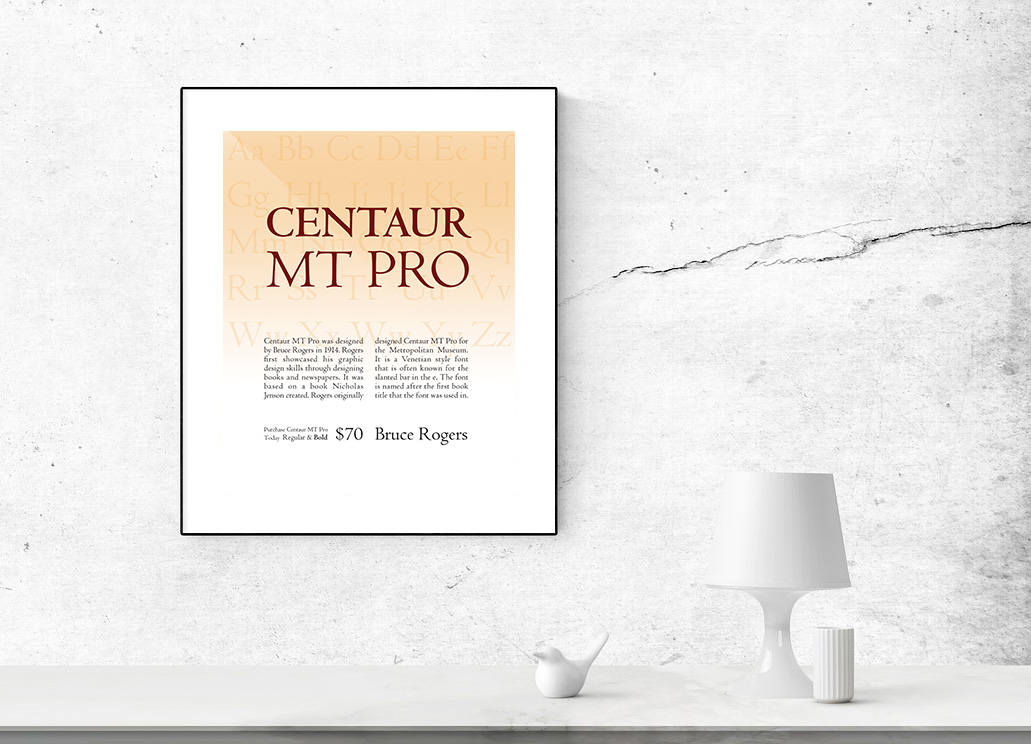 Aa Bb Cc Dd Ee Ff
Gg Hh Ii Jj Kk Ll
CENTAUR
Mm Nn Oo Pp Qq
MT PRO
Rr Ss Tt Uu Vv
Ww Xx Zz
Centaur MT Pro was designed
by Bruce Rogers in 1914. Rogers
first showcased his graphic
design skills through designing
books and newspapers. It was
based on a book Nicholas
Jenson created. Rogers originally
designed Centaur MT Pro for
the Metropolitan Museum.
It is a Venetian style font
that is often known for the
slanted bar in the e. The font
is named after the first book
title that the font was used in.
Purchase Centaur MT Pro
Today Regular & Bold
$70
Bruce Rogers